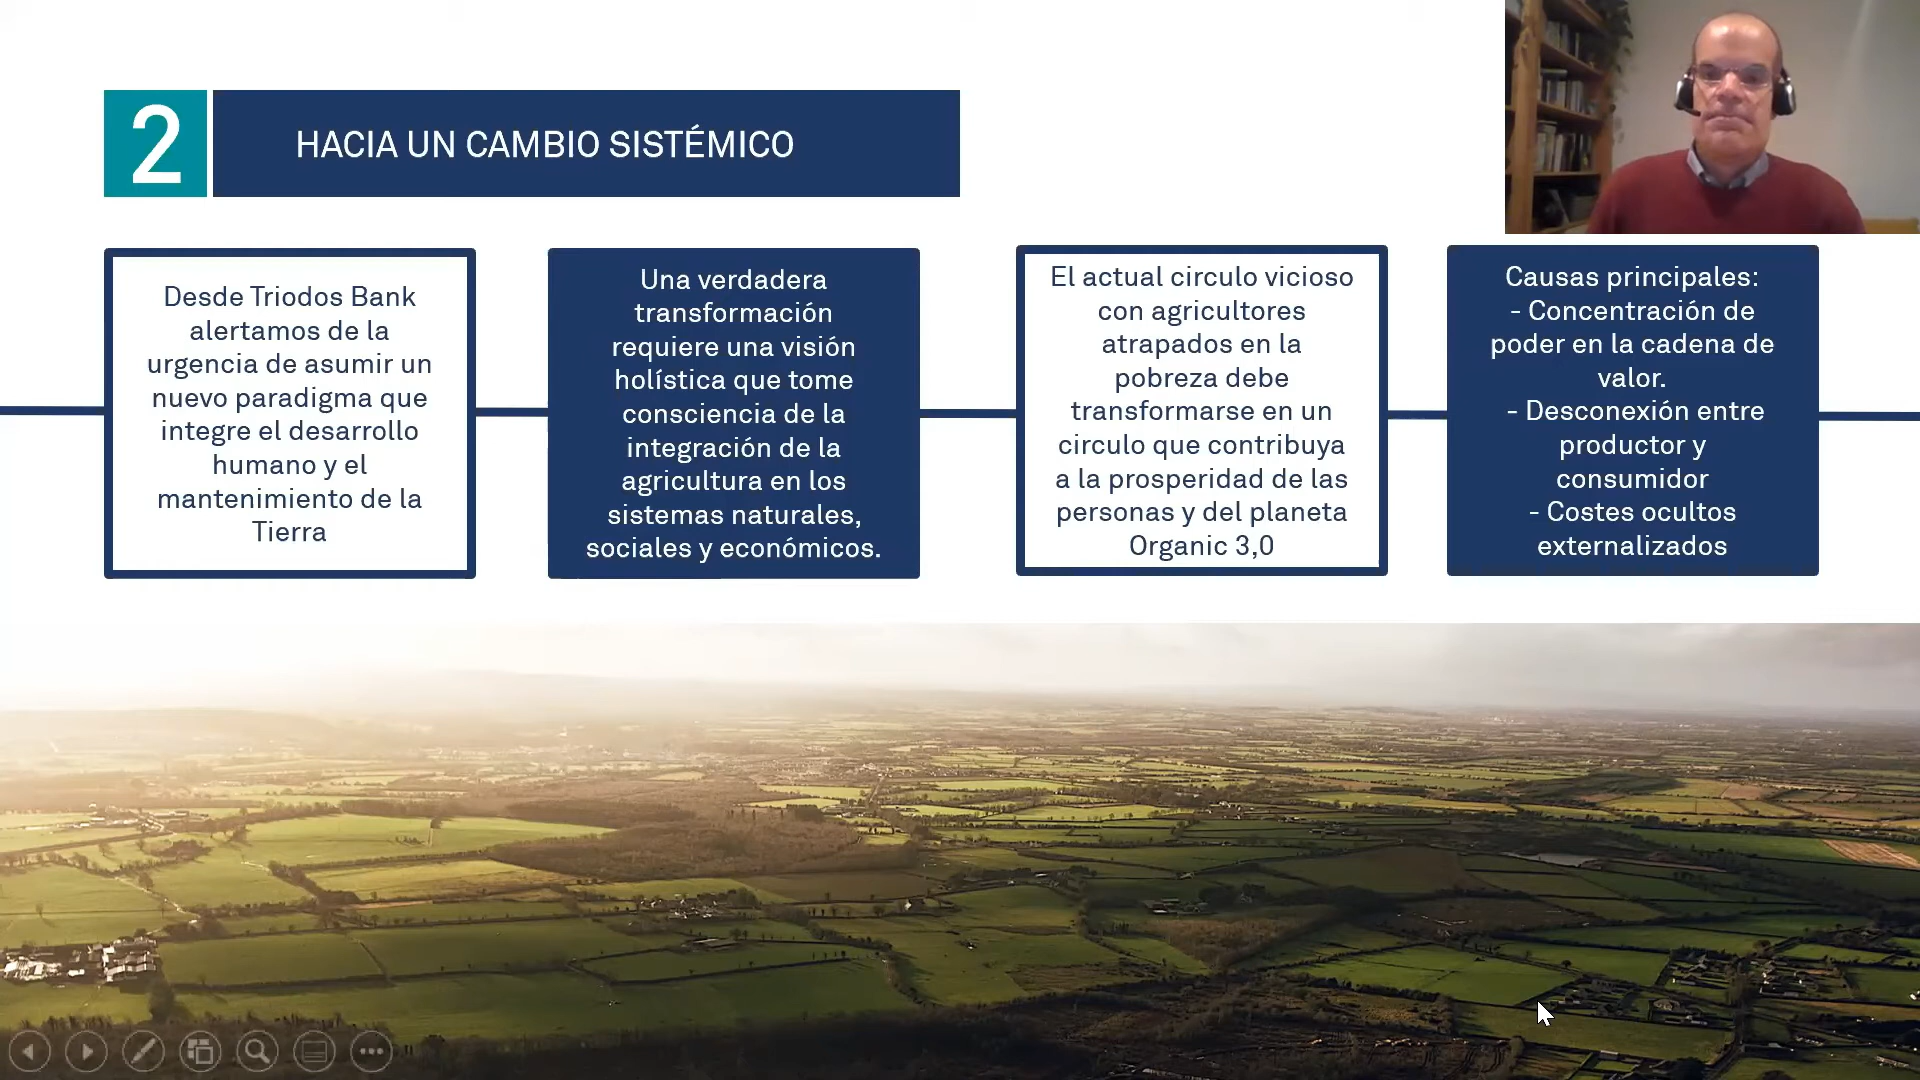 2
HACIA UN CAMBIO SISTÉMICO
Desde Triodos Bank
alertamos de la
urgencia de asumir un
nuevo paradigma que
integre el desarrollo
humano y el
mantenimiento de la
Tierra
Una verdadera
transformación
requiere una visión
holística que tome
consciencia de la
integración de la
agricultura en los
sistemas naturales,
sociales y económicos.
El actual circulo vicioso
con agricultores
atrapados en la
pobreza debe
transformarse en un
circulo que contribuya
a la prosperidad de las
personas y del planeta
Organic 3,0
Causas principales:
- Concentración de
poder en la cadena de
valor.
- Desconexión entre
productor y
consumidor
- Costes ocultos
externalizados